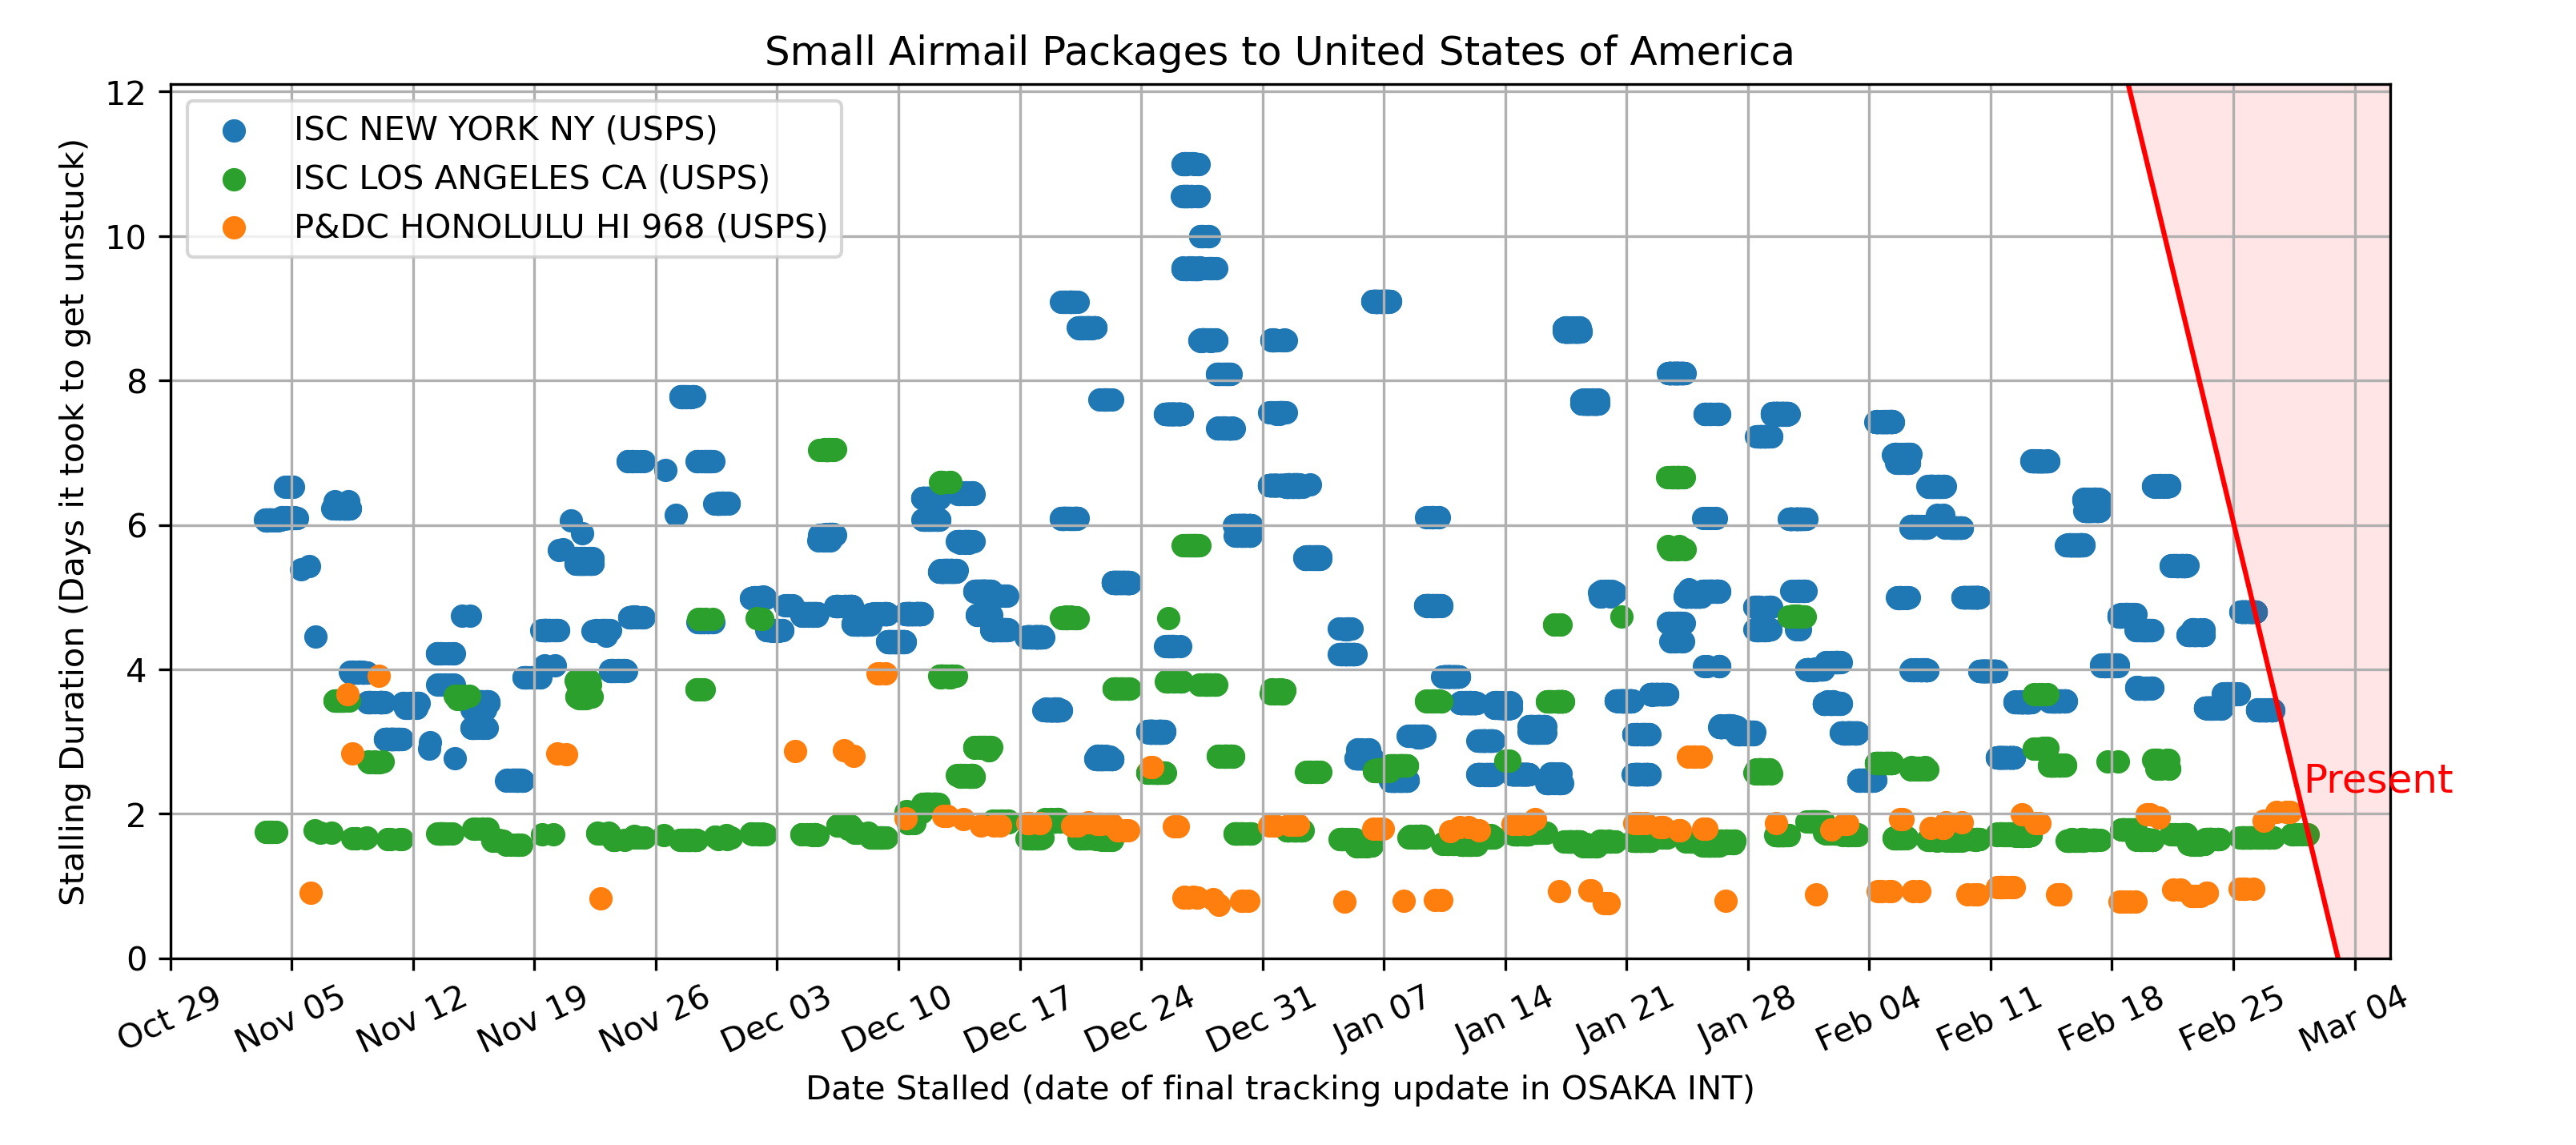 Small Airmail Packages to United States of America
Stalling Duration (Days it took to get unstuck)
12
10
8
6
4
2
0
ISC NEW YORK NY (USPS)
ISC LOS ANGELES CA (USPS)
P&DC HONOLULU HI 968 (USPS)
Present
Oct 29
Nov 05
Nov 12
Nov 19
Nov 26
Dec 03
Dec 10
Dec 17
Dec 24
Dec 31
Jan 07
Jan 14
Jan 21
Jan 28
Feb 04
Feb 11
Feb 18
Feb 25
Mar 04
Date Stalled (date of final tracking update in OSAKA INT)